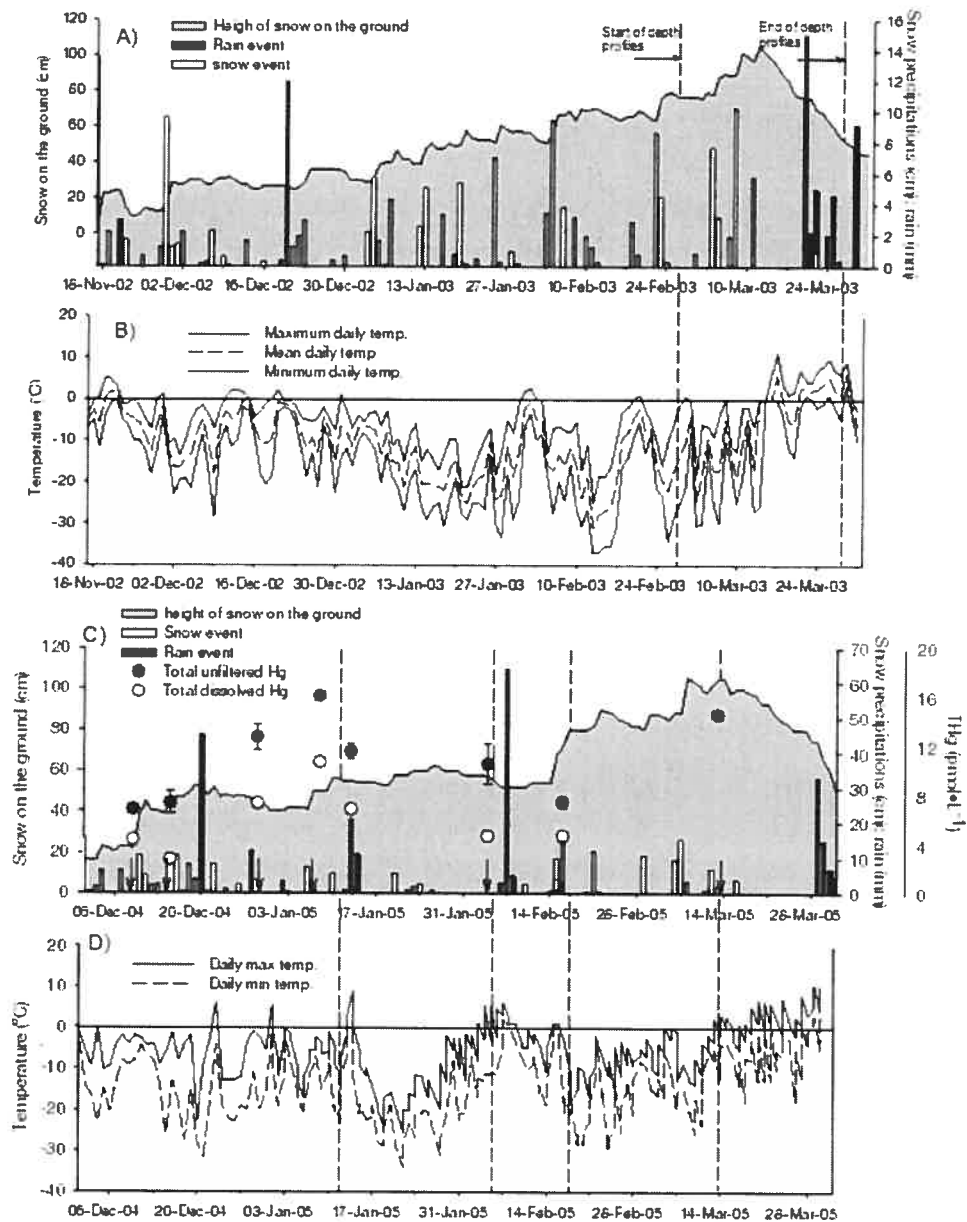 A)
Heigh of snow on the ground
Rain event
snow event
Start of depth
profiles
End of depth
profiles
Snow on the ground (cm)
Snow precipitations (cm); rain (mm)
120
100
80
60
40
20
0
16
14
12
10
8
6
4
2
0
16-Nov-02 02-Dec-02 16-Dec-02 30-Dec-02 13-Jan-03 27-Jan-03 10-Feb-03 24-Feb-03 10-Mar-03 24-Mar-03
B)
Maximum daily temp.
Mean daily temp
Minimum daily temp.
Temperature (°C)
20
10
0
-10
-20
-30
-40
16-Nov-02 02-Dec-02 16-Dec-02 30-Dec-02 13-Jan-03 27-Jan-03 10-Feb-03 24-Feb-03 10-Mar-03 24-Mar-03
C)
height of snow on the ground
Snow event
Rain event
Total unfiltered Hg
Total dissolved Hg
Snow on the ground (cm)
Snow precipitations (cm); rain (mm)
THg (pmole L⁻¹)
120
100
80
60
40
20
0
70
60
50
40
30
20
10
0
20
16
12
8
4
0
06-Dec-04 20-Dec-04 03-Jan-05 17-Jan-05 31-Jan-05 14-Feb-05 28-Feb-05 14-Mar-05 28-Mar-05
D)
Daily max temp.
Daily min temp.
Temperature (°C)
20
10
0
-10
-20
-30
-40
06-Dec-04 20-Dec-04 03-Jan-05 17-Jan-05 31-Jan-05 14-Feb-05 28-Feb-05 14-Mar-05 28-Mar-05